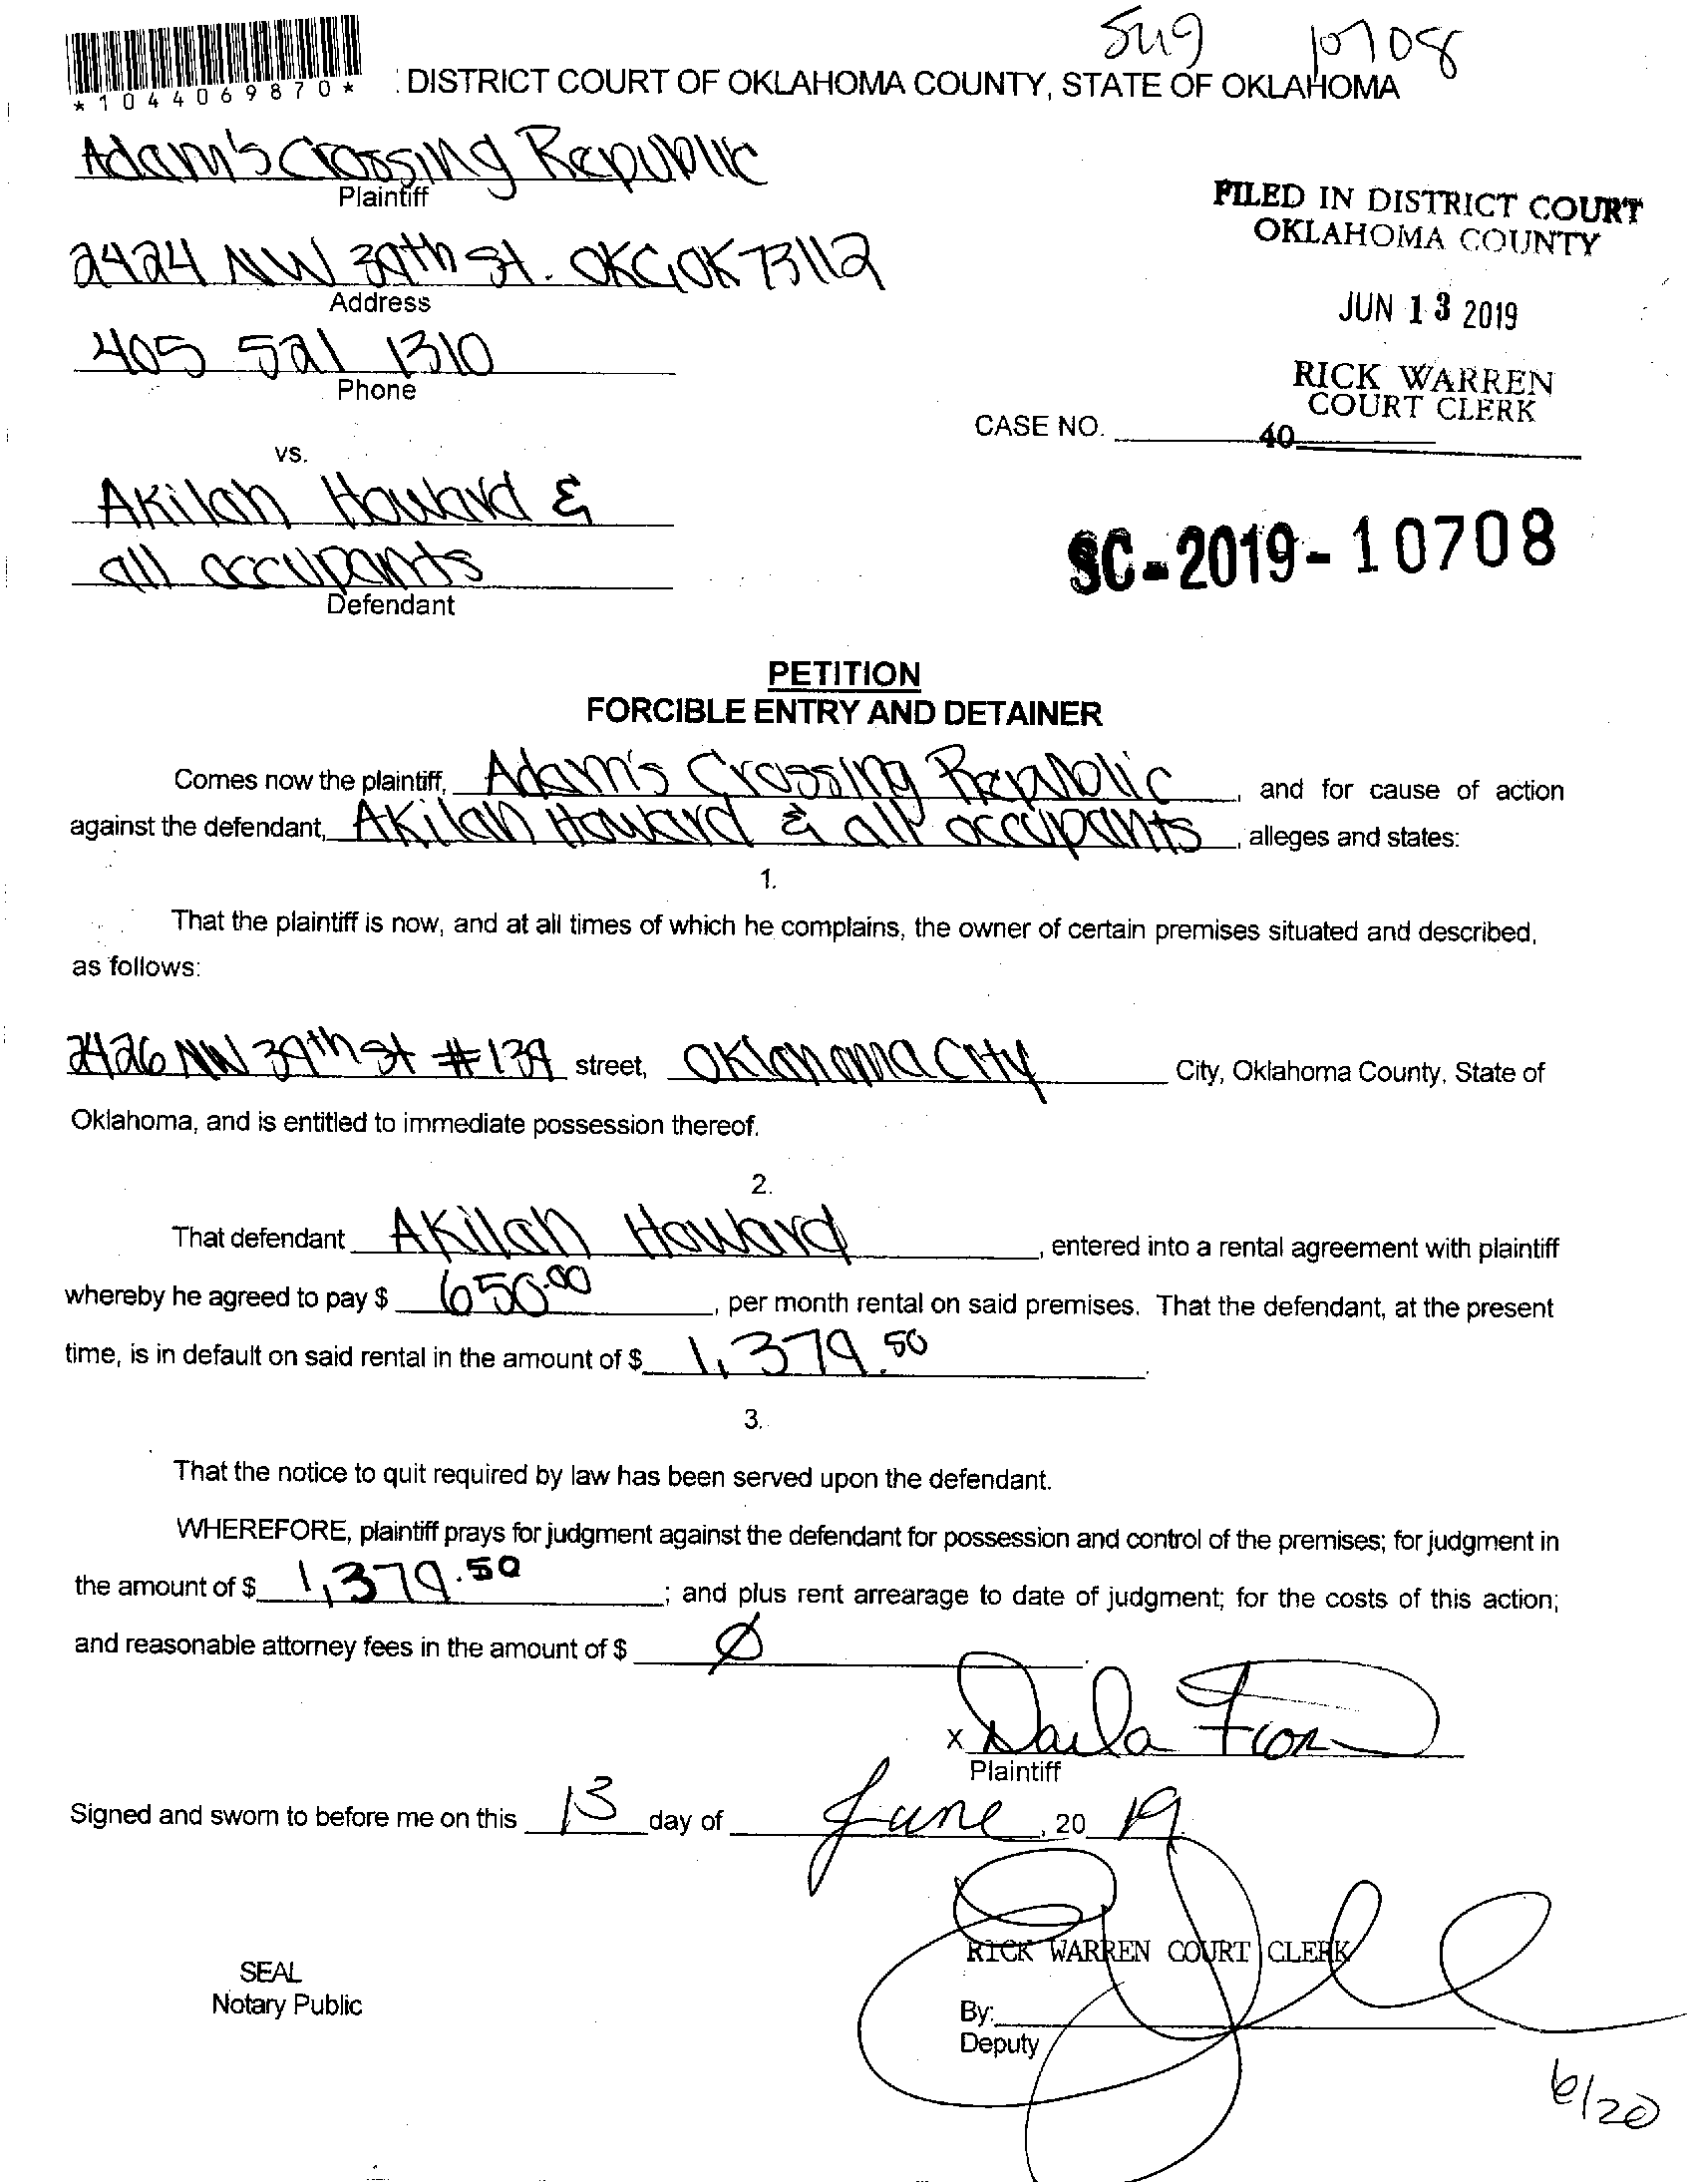 10708
*1044069870*
DISTRICT COURT OF OKLAHOMA COUNTY, STATE OF OKLAHOMA
Adam's Crossing Republic
Plaintiff
FILED IN DISTRICT COURT
OKLAHOMA COUNTY
2424 NW 39th St. OKC, OK 73112
Address
JUN 13 2019
405 521 1310
Phone
RICK WARREN
COURT CLERK
CASE NO.
40
vs.
Akilah Howard &
all occupants
Defendant
SC-2019-10708
PETITION
FORCIBLE ENTRY AND DETAINER
Comes now the plaintiff, Adam's Crossing Republic, and for cause of action
against the defendant, Akilah Howard & all occupants, alleges and states:
1.
That the plaintiff is now, and at all times of which he complains, the owner of certain premises situated and described,
as follows:
2426 NW 39th st #139 street, Oklahoma City City, Oklahoma County, State of
Oklahoma, and is entitled to immediate possession thereof.
2.
That defendant Akilah Howard, entered into a rental agreement with plaintiff
whereby he agreed to pay $ 650.00, per month rental on said premises. That the defendant, at the present
time, is in default on said rental in the amount of $ 1,379.50.
3.
That the notice to quit required by law has been served upon the defendant.
WHEREFORE, plaintiff prays for judgment against the defendant for possession and control of the premises; for judgment in
the amount of $ 1,379.50; and plus rent arrearage to date of judgment; for the costs of this action;
and reasonable attorney fees in the amount of $ Ø
X
Plaintiff
Signed and sworn to before me on this 13 day of June, 20 19
RICK WARREN COURT CLERK
SEAL
Notary Public
By:
Deputy
6/20